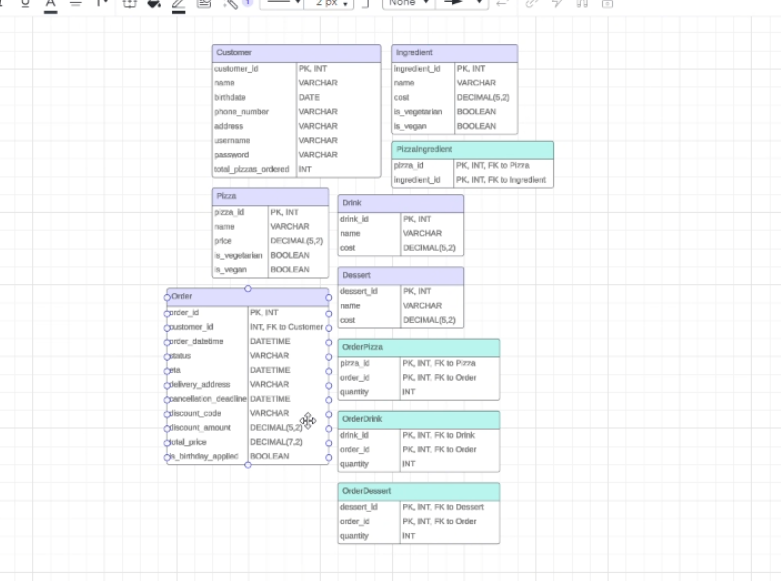 2 px
None
Customer
customer_id PK, INT
name VARCHAR
birthdate DATE
phone_number VARCHAR
address VARCHAR
username VARCHAR
password VARCHAR
total_pizzas_ordered INT
Ingredient
ingredient_id PK, INT
name VARCHAR
cost DECIMAL(5,2)
is_vegetarian BOOLEAN
is_vegan BOOLEAN
PizzaIngredient
pizza_id PK, INT, FK to Pizza
ingredient_id PK, INT, FK to Ingredient
Pizza
pizza_id PK, INT
name VARCHAR
price DECIMAL(5,2)
is_vegetarian BOOLEAN
is_vegan BOOLEAN
Drink
drink_id PK, INT
name VARCHAR
cost DECIMAL(5,2)
Dessert
dessert_id PK, INT
name VARCHAR
cost DECIMAL(5,2)
Order
order_id PK, INT
customer_id INT, FK to Customer
order_datetime DATETIME
status VARCHAR
eta DATETIME
delivery_address VARCHAR
cancellation_deadline DATETIME
discount_code VARCHAR
discount_amount DECIMAL(5,2)
total_price DECIMAL(7,2)
is_birthday_applied BOOLEAN
OrderPizza
pizza_id PK, INT, FK to Pizza
order_id PK, INT, FK to Order
quantity INT
OrderDrink
drink_id PK, INT, FK to Drink
order_id PK, INT, FK to Order
quantity INT
OrderDessert
dessert_id PK, INT, FK to Dessert
order_id PK, INT, FK to Order
quantity INT